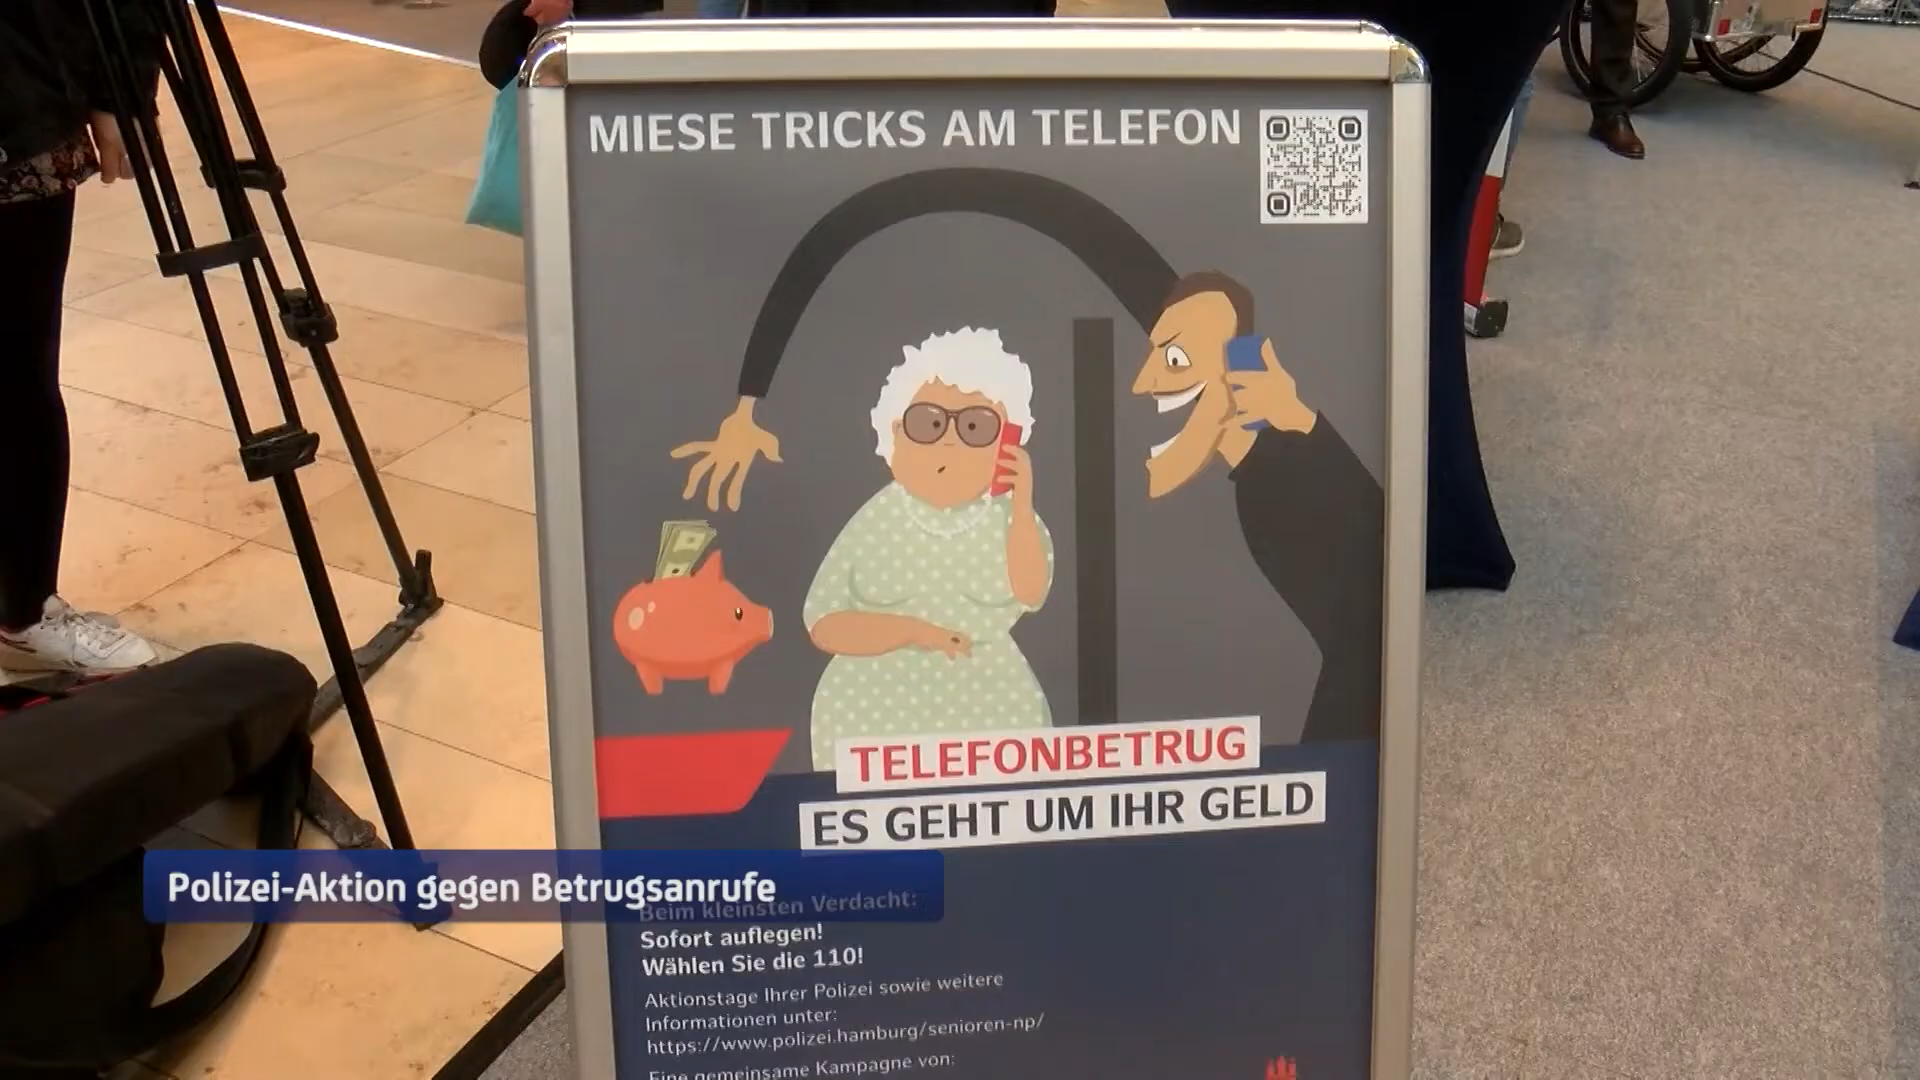 MIESE TRICKS AM TELEFON
TELEFONBETRUG
ES GEHT UM IHR GELD
Polizei-Aktion gegen Betrugsanrufe
Beim kleinsten Verdacht:
Sofort auflegen!
Wählen Sie die 110!
Aktionstage Ihrer Polizei sowie weitere
Informationen unter:
https://www.polizei.hamburg/senioren-np/
Eine gemeinsame Kampagne von: